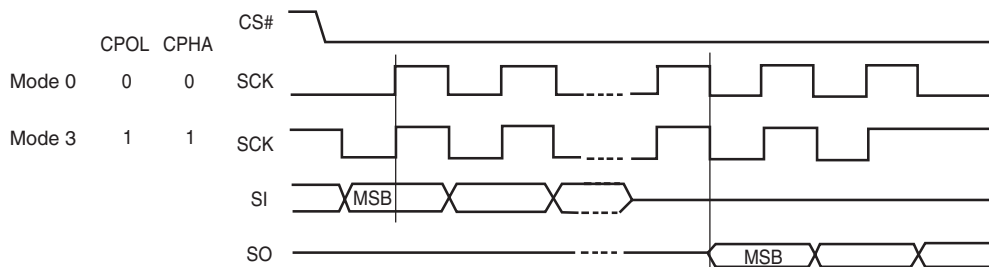 CS#
CPOL CPHA
Mode 0 0 0 SCK
Mode 3 1 1 SCK
SI MSB
SO MSB